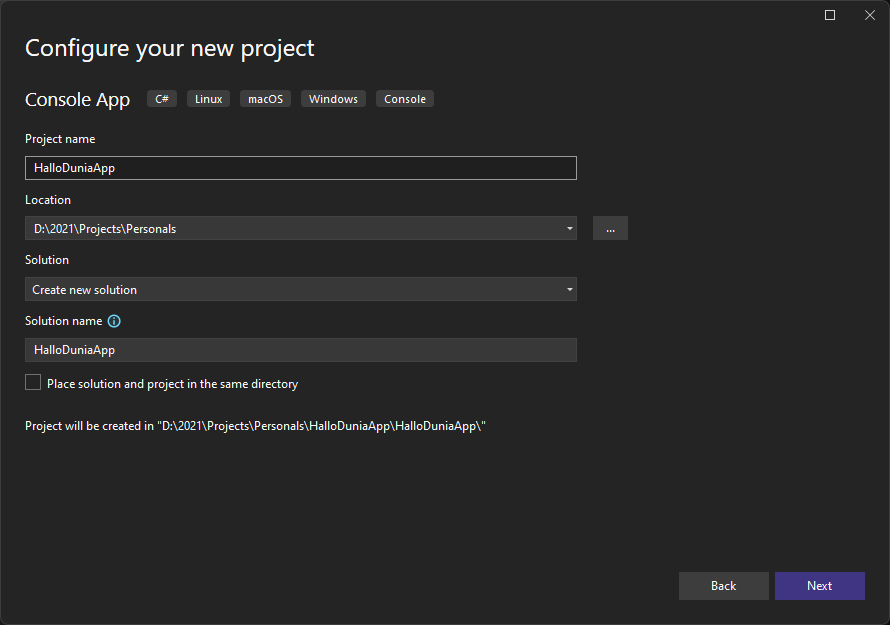 Configure your new project
Console App C# Linux macOS Windows Console
Project name
HalloDuniaApp
Location
D:\2021\Projects\Personals ...
Solution
Create new solution
Solution name
HalloDuniaApp
Place solution and project in the same directory
Project will be created in "D:\2021\Projects\Personals\HalloDuniaApp\HalloDuniaApp\"
Back Next